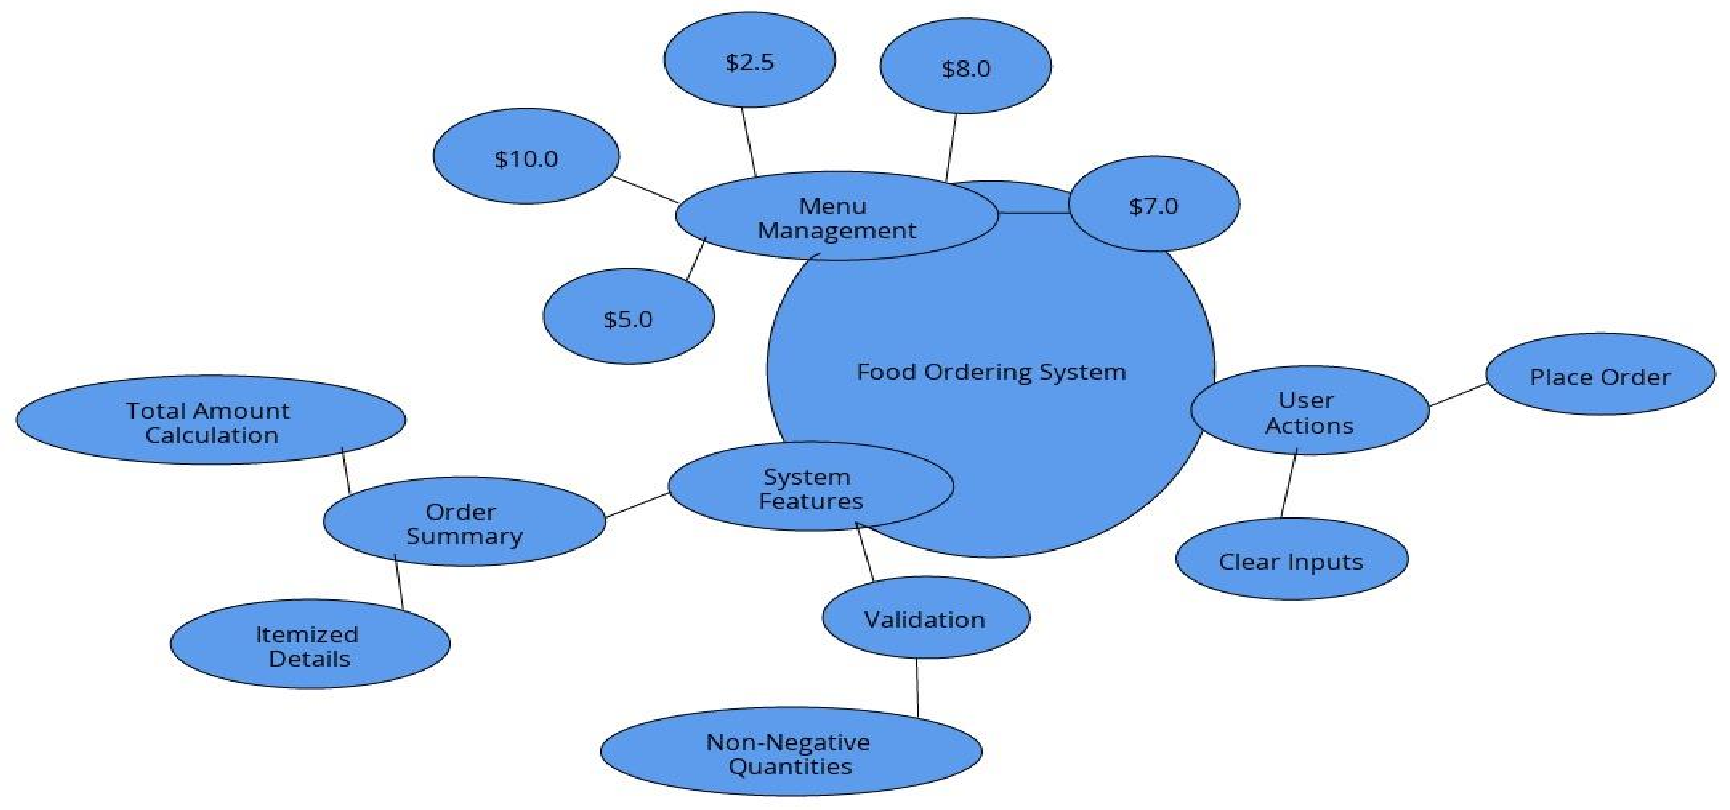 $2.5
$8.0
$10.0
Menu
Management
$7.0
$5.0
Food Ordering System
Place Order
User
Actions
Total Amount
Calculation
System
Features
Order
Summary
Clear Inputs
Validation
Itemized
Details
Non-Negative
Quantities